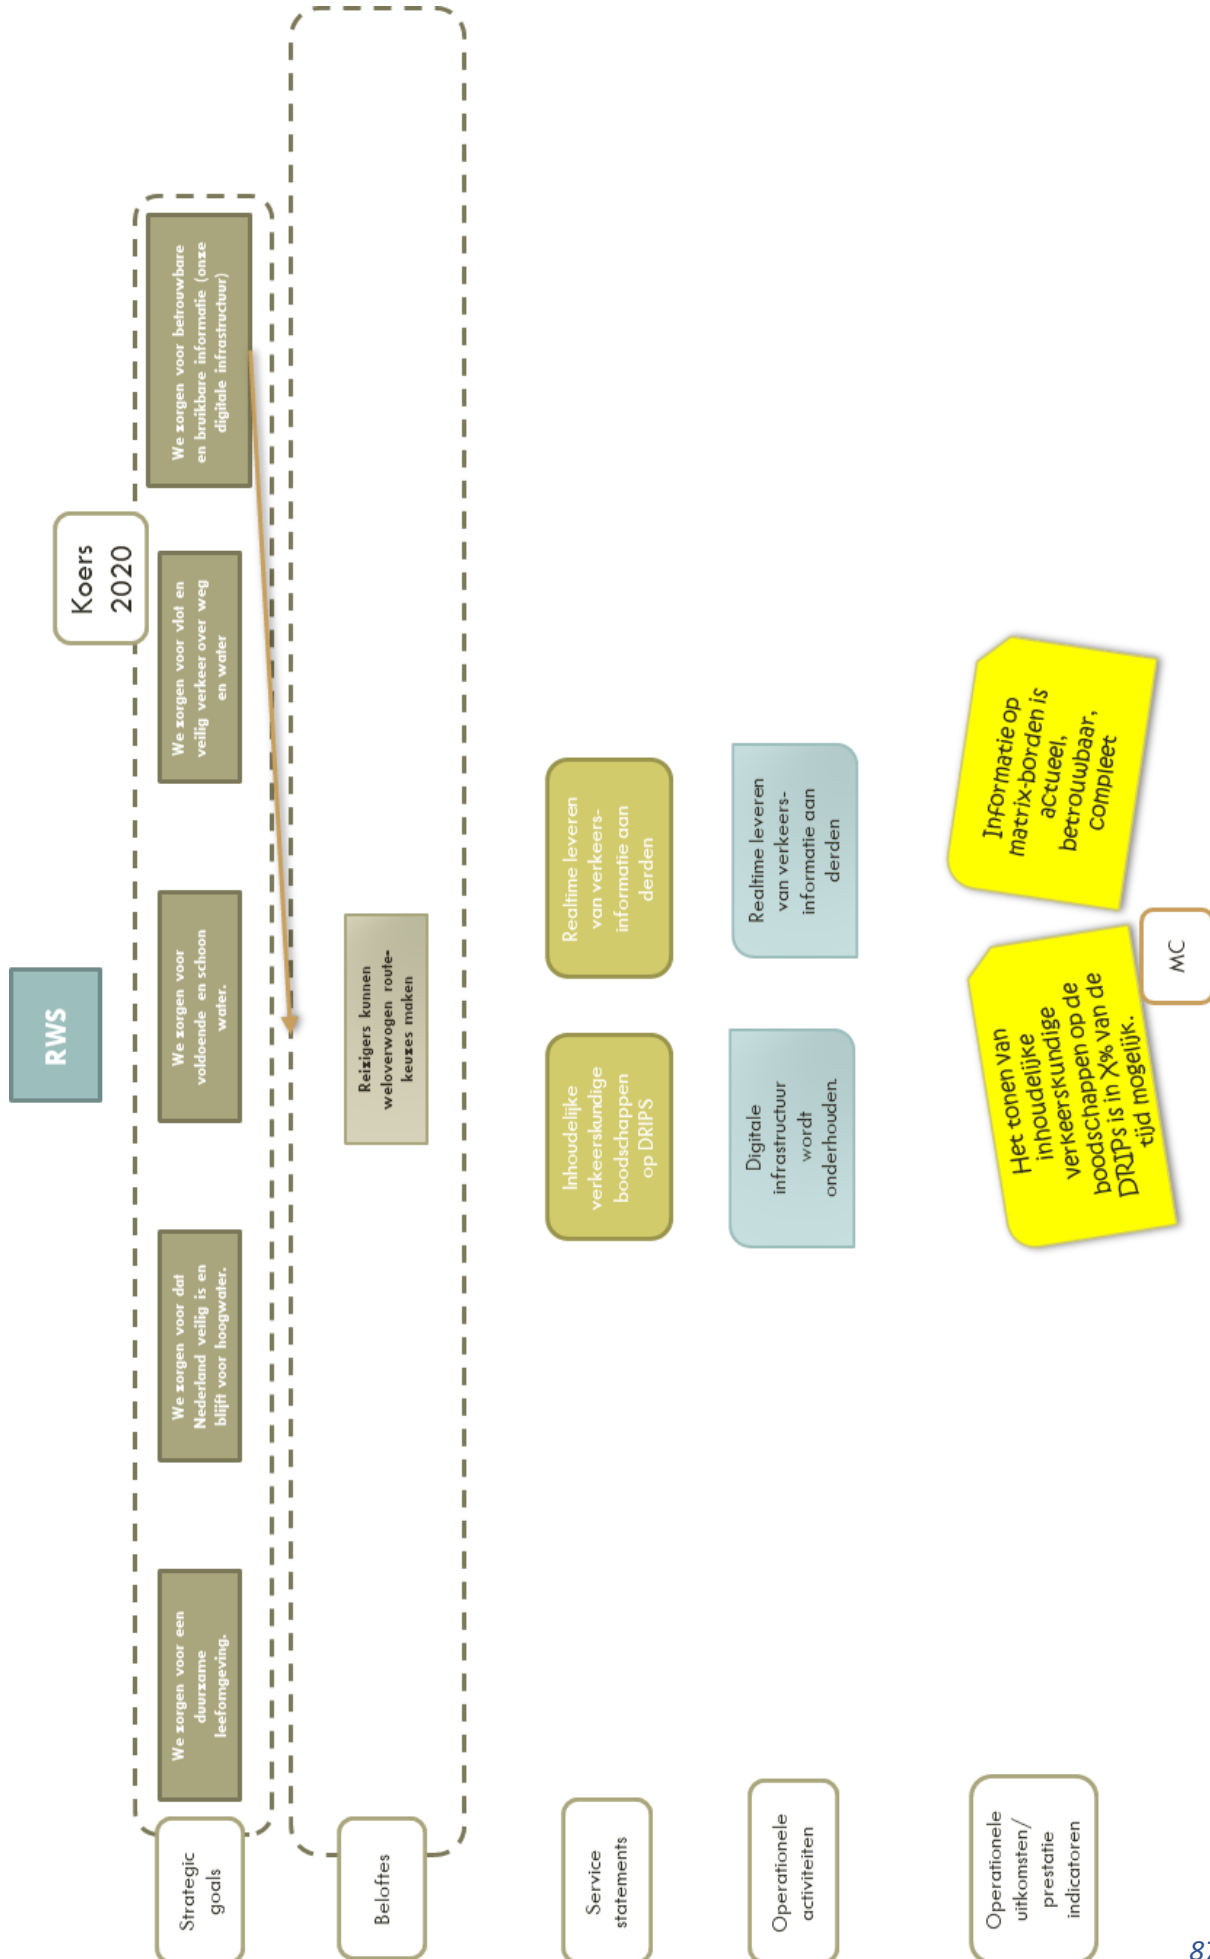 RWS
Koers
2020
Strategic
goals
We zorgen voor een
duurzame
leefomgeving.
We zorgen voor dat
Nederland veilig is en
blijft voor hoogwater.
We zorgen voor
voldoende en schoon
water.
We zorgen voor vlot en
veilig verkeer over weg
en water
We zorgen voor betrouwbare
en bruikbare informatie (onze
digitale infrastructuur)
Beloftes
Reizigers kunnen
weloverwogen route-
keuzes maken
Service
statements
Inhoudelijke
verkeerskundige
boodschappen
op DRIPS
Realtime leveren
van verkeers-
informatie aan
derden
Operationele
activiteiten
Digitale
infrastructuur
wordt
onderhouden.
Realtime leveren
van verkeers-
informatie aan
derden
Operationele
uitkomsten/
prestatie
indicatoren
Het tonen van
inhoudelijke
verkeerskundige
boodschappen op de
DRIPs is in X% van de
tijd mogelijk.
Informatie op
matrix-borden is
actueel,
betrouwbaar,
compleet
MC